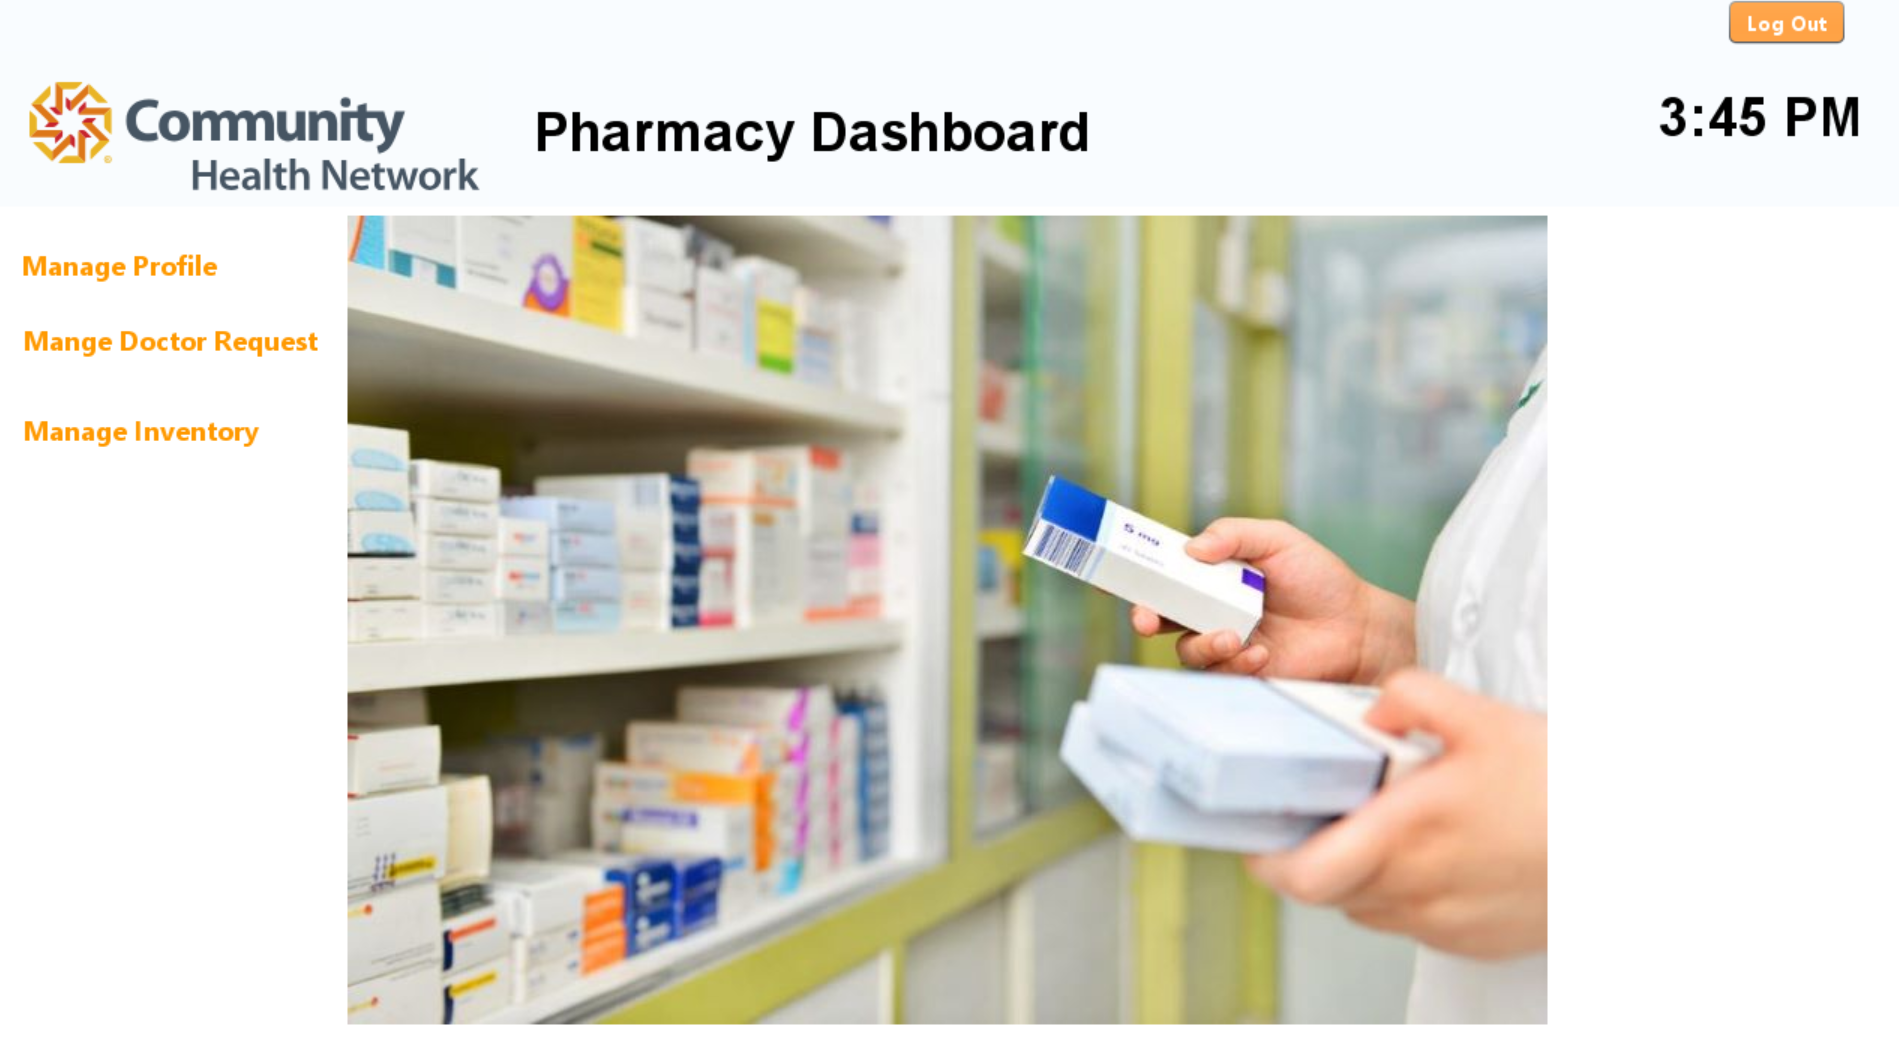 Log Out
Community
Health Network
Pharmacy Dashboard
3:45 PM
Manage Profile
Mange Doctor Request
Manage Inventory
5 mg